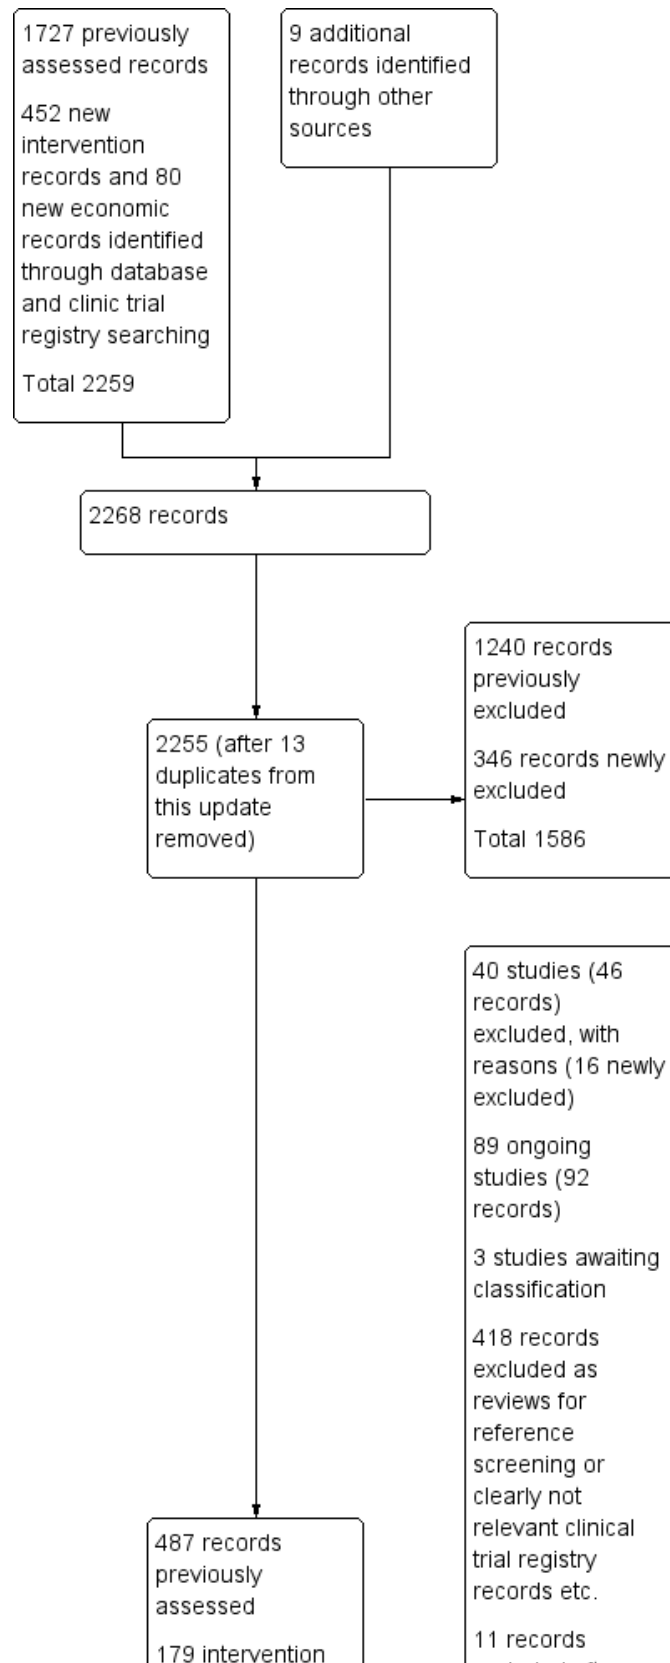 1727 previously
assessed records
452 new
intervention
records and 80
new economic
records identified
through database
and clinic trial
registry searching
Total 2259
9 additional
records identified
through other
sources
2268 records
2255 (after 13
duplicates from
this update
removed)
1240 records
previously
excluded
346 records newly
excluded
Total 1586
40 studies (46
records)
excluded, with
reasons (16 newly
excluded)
89 ongoing
studies (92
records)
3 studies awaiting
classification
418 records
excluded as
reviews for
reference
screening or
clearly not
relevant clinical
trial registry
records etc.
11 records
487 records
previously
assessed
179 intervention